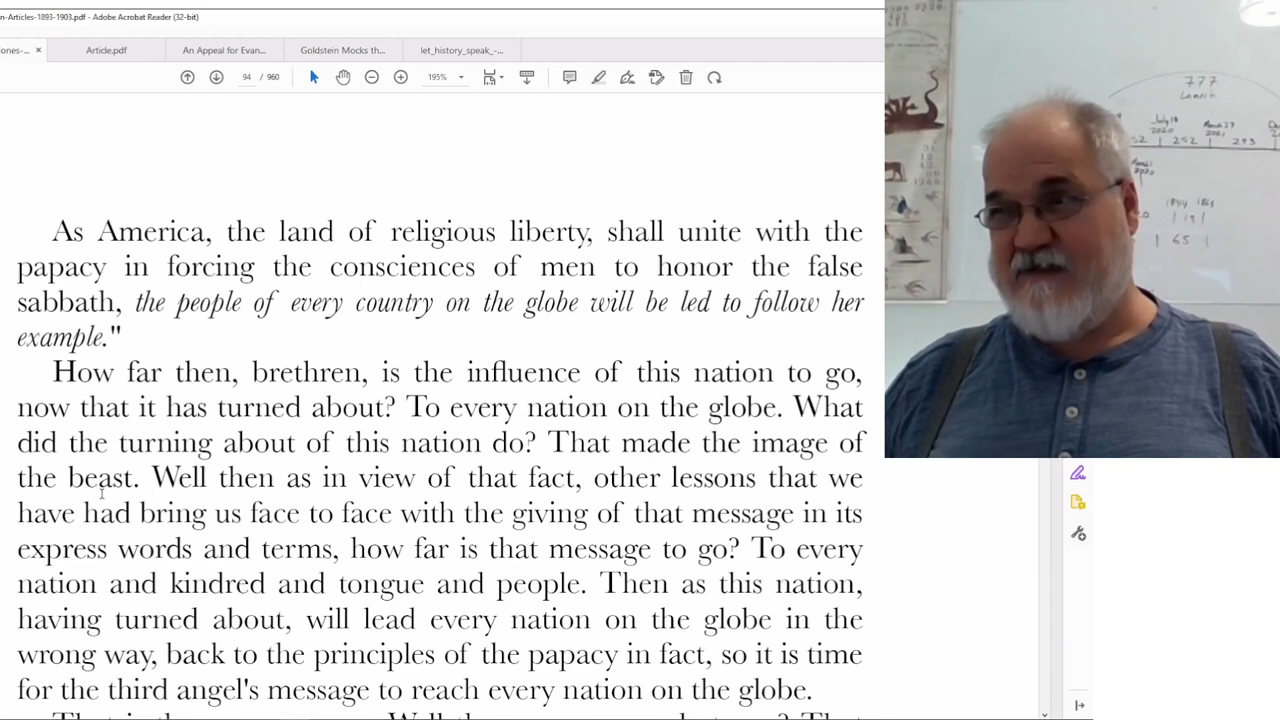 n-Articles-1893-1903.pdf - Adobe Acrobat Reader (32-bit)
ones-... × Article.pdf An Appeal for Evan... Goldstein Mocks th... let_history_speak_-...
94 / 960 195%
As America, the land of religious liberty, shall unite with the
papacy in forcing the consciences of men to honor the false
sabbath, the people of every country on the globe will be led to follow her
example."
How far then, brethren, is the influence of this nation to go,
now that it has turned about? To every nation on the globe. What
did the turning about of this nation do? That made the image of
the beast. Well then as in view of that fact, other lessons that we
have had bring us face to face with the giving of that message in its
express words and terms, how far is that message to go? To every
nation and kindred and tongue and people. Then as this nation,
having turned about, will lead every nation on the globe in the
wrong way, back to the principles of the papacy in fact, so it is time
for the third angel's message to reach every nation on the globe.
777
Lamech
July 18
2020
252
1844
191
65
1260